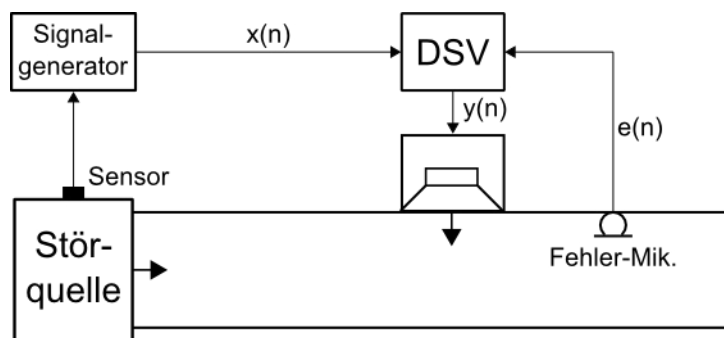 Signal-
generator
x(n)
DSV
y(n)
e(n)
Sensor
Stör-
quelle
Fehler-Mik.